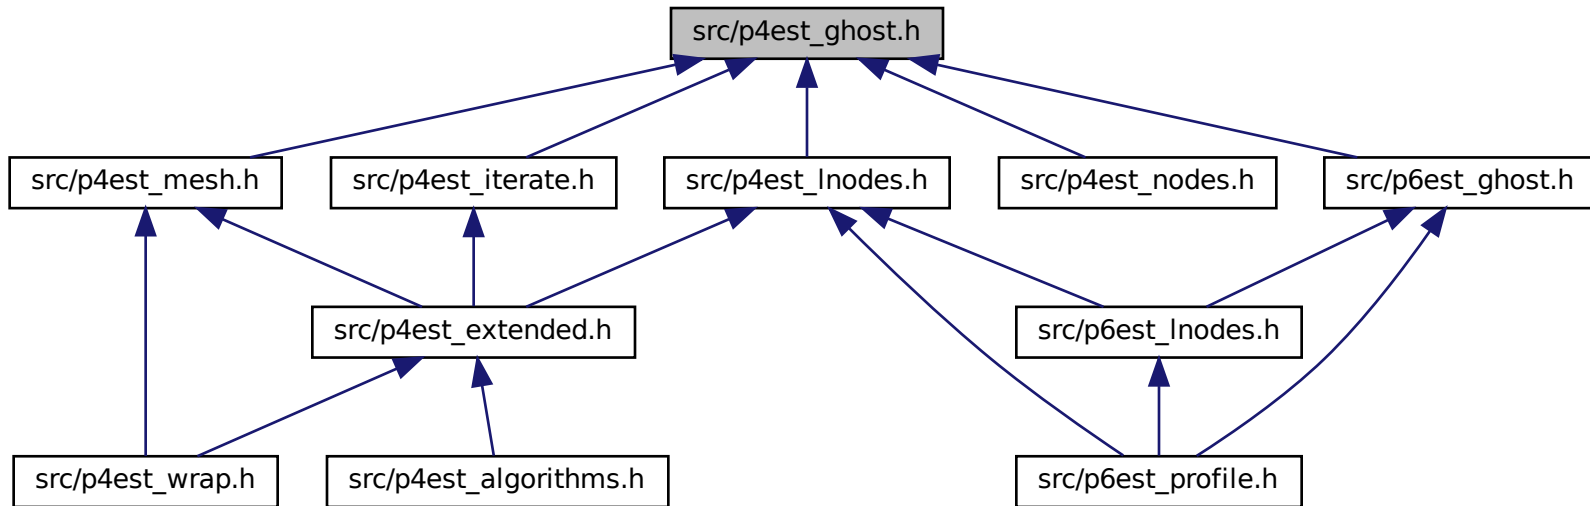 src/p4est_ghost.h
src/p4est_mesh.h
src/p4est_iterate.h
src/p4est_lnodes.h
src/p4est_nodes.h
src/p6est_ghost.h
src/p4est_extended.h
src/p6est_lnodes.h
src/p4est_wrap.h
src/p4est_algorithms.h
src/p6est_profile.h